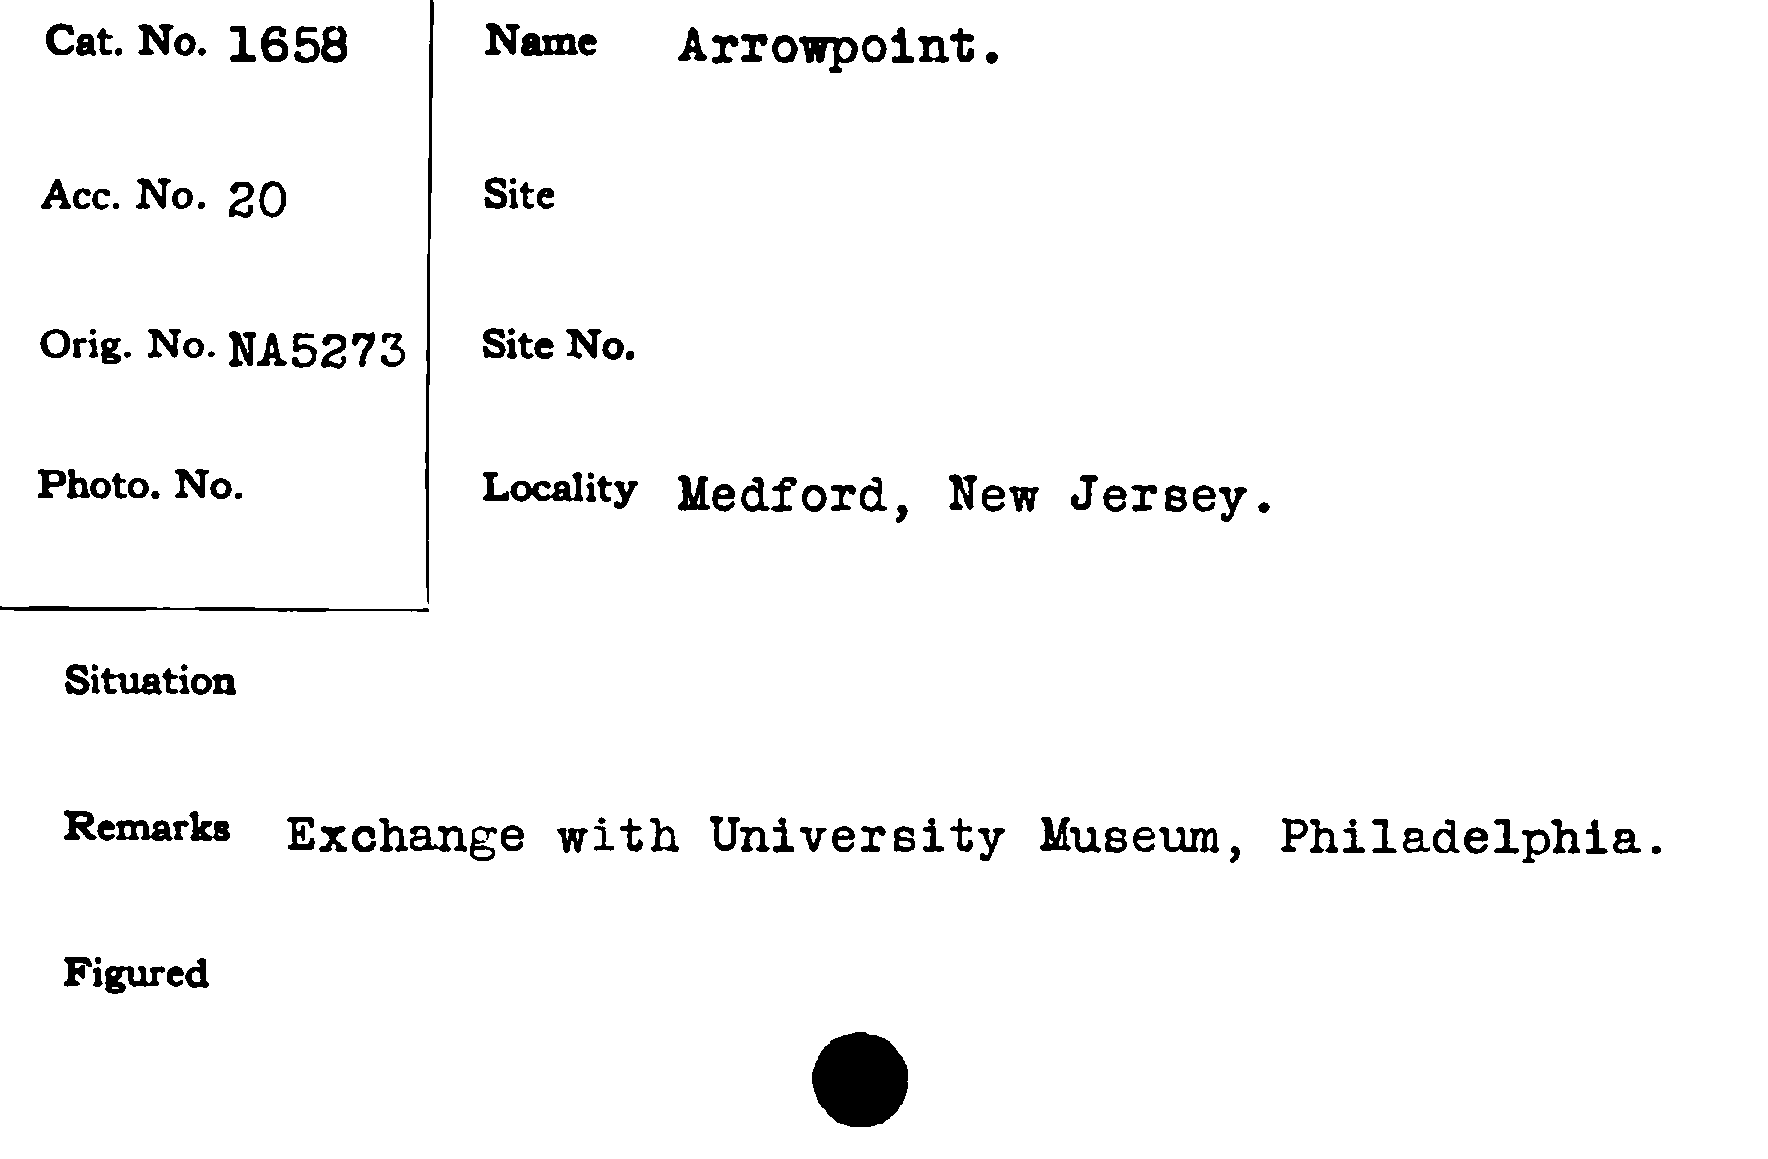 Cat. No. 1658
Name Arrowpoint.
Acc. No. 20
Site
Orig. No. NA5273
Site No.
Photo. No.
Locality Medford, New Jersey.
Situation
Remarks Exchange with University Museum, Philadelphia.
Figured